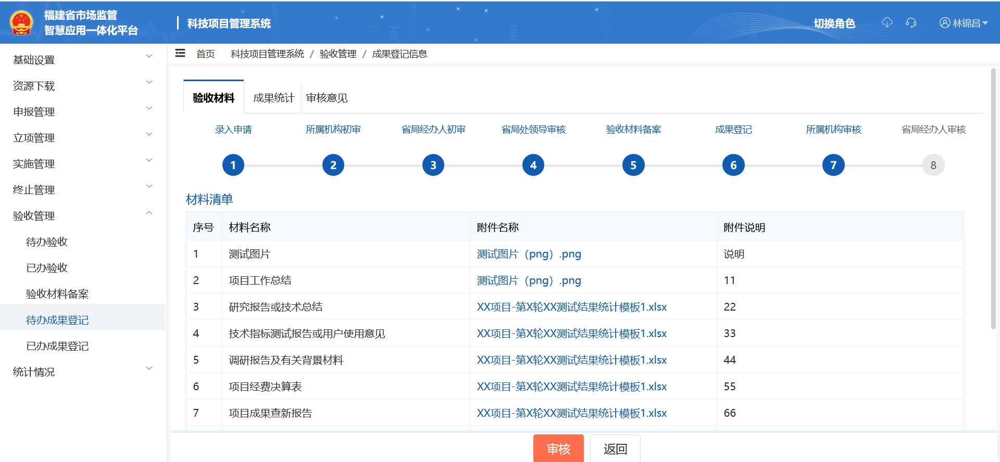 福建省市场监管
智慧应用一体化平台
科技项目管理系统
切换角色
林锦昌
基础设置
资源下载
申报管理
立项管理
实施管理
终止管理
验收管理
待办验收
已办验收
验收材料备案
待办成果登记
已办成果登记
统计情况
首页 科技项目管理系统 / 验收管理 / 成果登记信息
验收材料 成果统计 审核意见
录入申请 所属机构初审 省局经办人初审 省局处领导审核 验收材料备案 成果登记 所属机构审核 省局经办人审核
1 2 3 4 5 6 7 8
材料清单
序号 材料名称 附件名称 附件说明
1 测试图片 测试图片（png）.png 说明
2 项目工作总结 测试图片（png）.png 11
3 研究报告或技术总结 XX项目-第X轮XX测试结果统计模板1.xlsx 22
4 技术指标测试报告或用户使用意见 XX项目-第X轮XX测试结果统计模板1.xlsx 33
5 调研报告及有关背景材料 XX项目-第X轮XX测试结果统计模板1.xlsx 44
6 项目经费决算表 XX项目-第X轮XX测试结果统计模板1.xlsx 55
7 项目成果查新报告 XX项目-第X轮XX测试结果统计模板1.xlsx 66
审核 返回